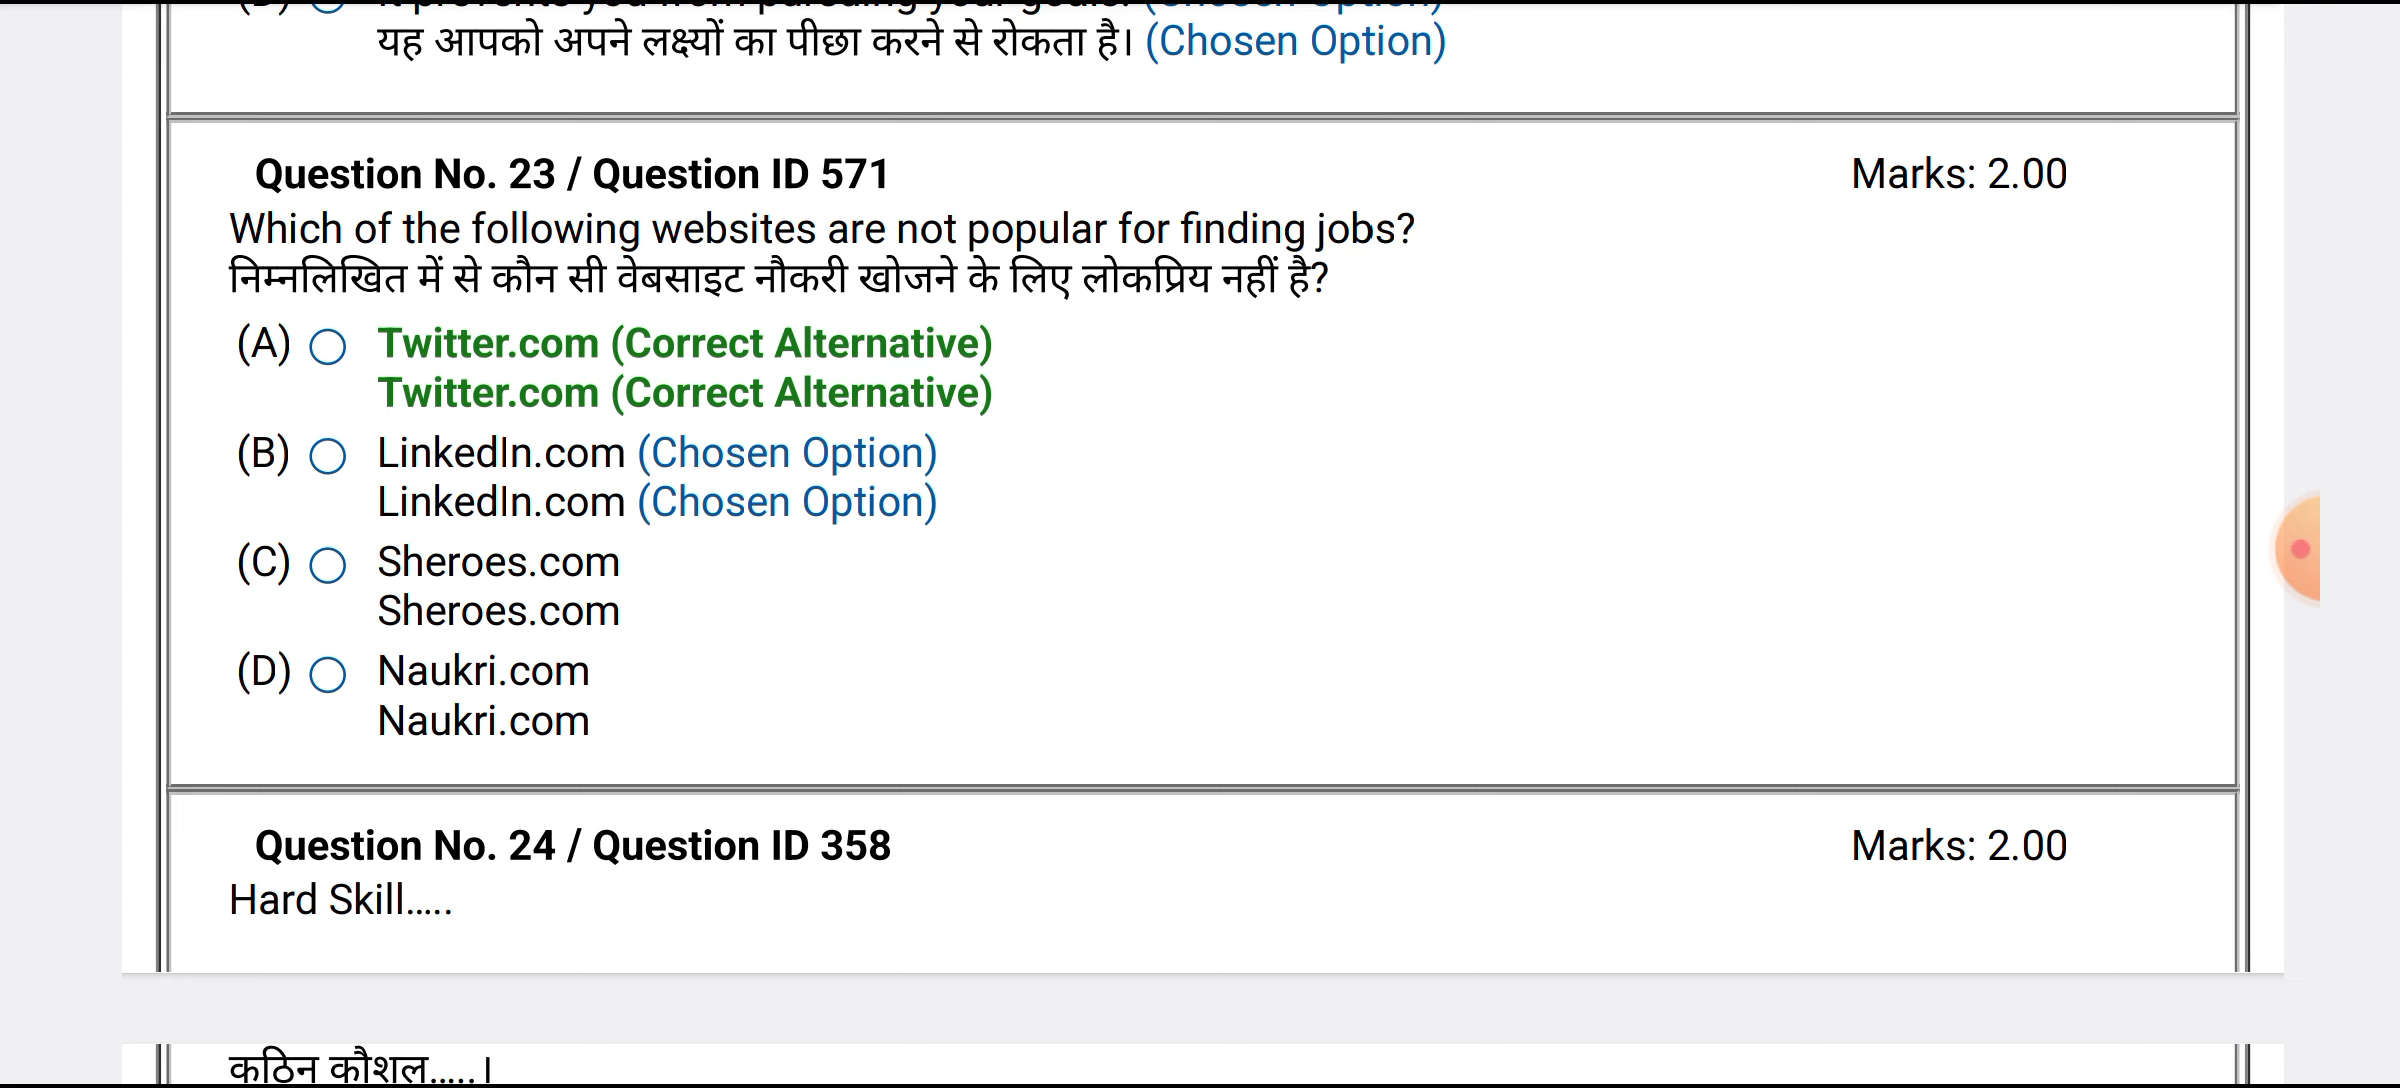 यह आपको अपने लक्ष्यों का पीछा करने से रोकता है। (Chosen Option)
Question No. 23 / Question ID 571 Marks: 2.00
Which of the following websites are not popular for finding jobs?
निम्नलिखित में से कौन सी वेबसाइट नौकरी खोजने के लिए लोकप्रिय नहीं है?
(A) Twitter.com (Correct Alternative)
Twitter.com (Correct Alternative)
(B) LinkedIn.com (Chosen Option)
LinkedIn.com (Chosen Option)
(C) Sheroes.com
Sheroes.com
(D) Naukri.com
Naukri.com
Question No. 24 / Question ID 358 Marks: 2.00
Hard Skill.....
कठिन कौशल.....।